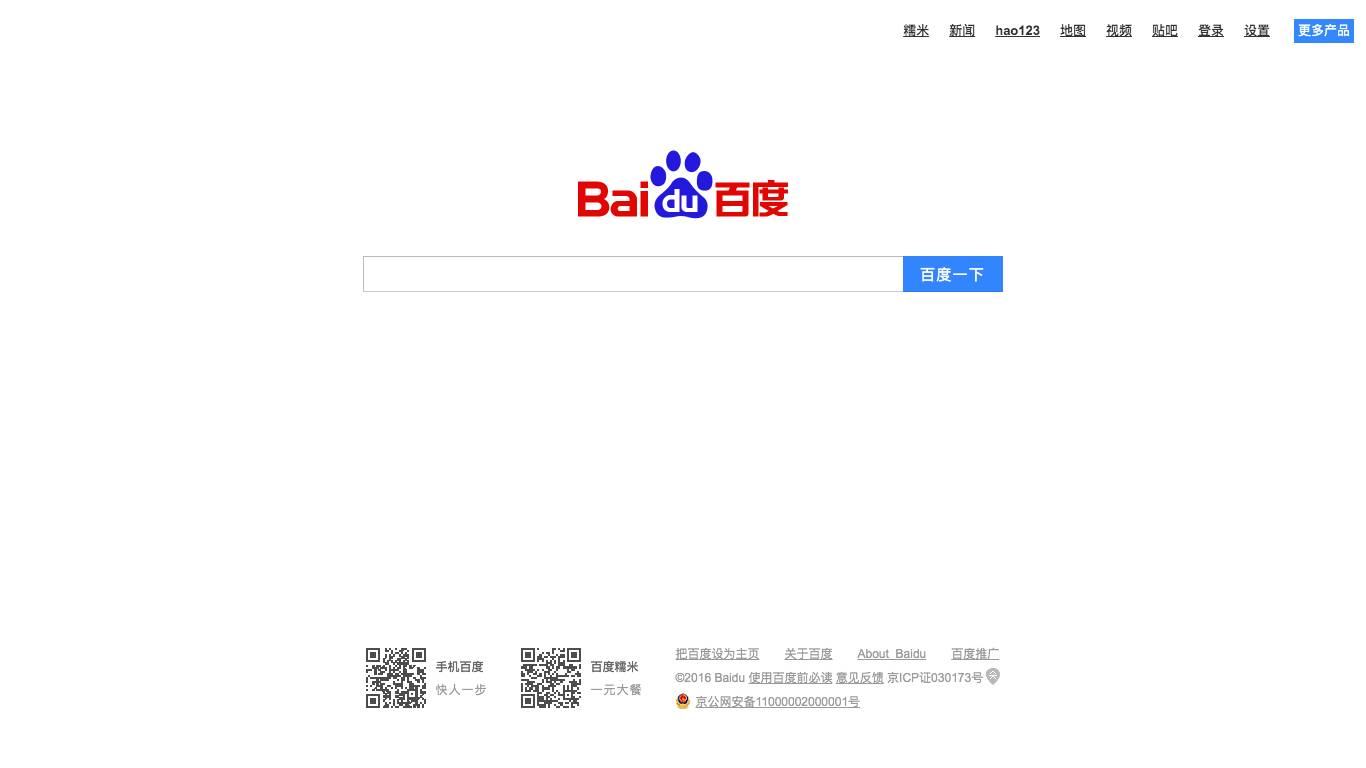 糯米 新闻 hao123 地图 视频 贴吧 登录 设置 更多产品
Bai du 百度
百度一下
手机百度
快人一步
百度糯米
一元大餐
把百度设为主页 关于百度 About Baidu 百度推广
©2016 Baidu 使用百度前必读 意见反馈 京ICP证030173号
京公网安备11000002000001号